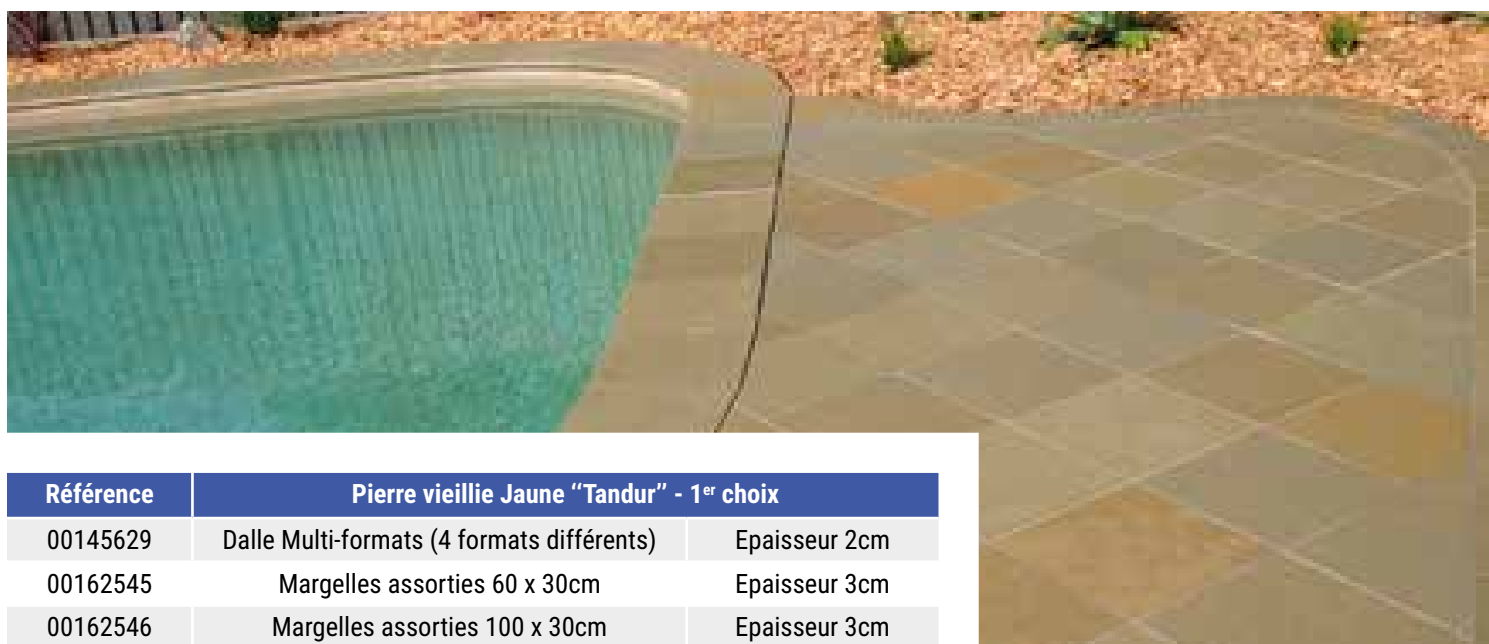 Référence Pierre vieillie Jaune “Tandur” - 1er choix
00145629 Dalle Multi-formats (4 formats différents) Epaisseur 2cm
00162545 Margelles assorties 60 x 30cm Epaisseur 3cm
00162546 Margelles assorties 100 x 30cm Epaisseur 3cm